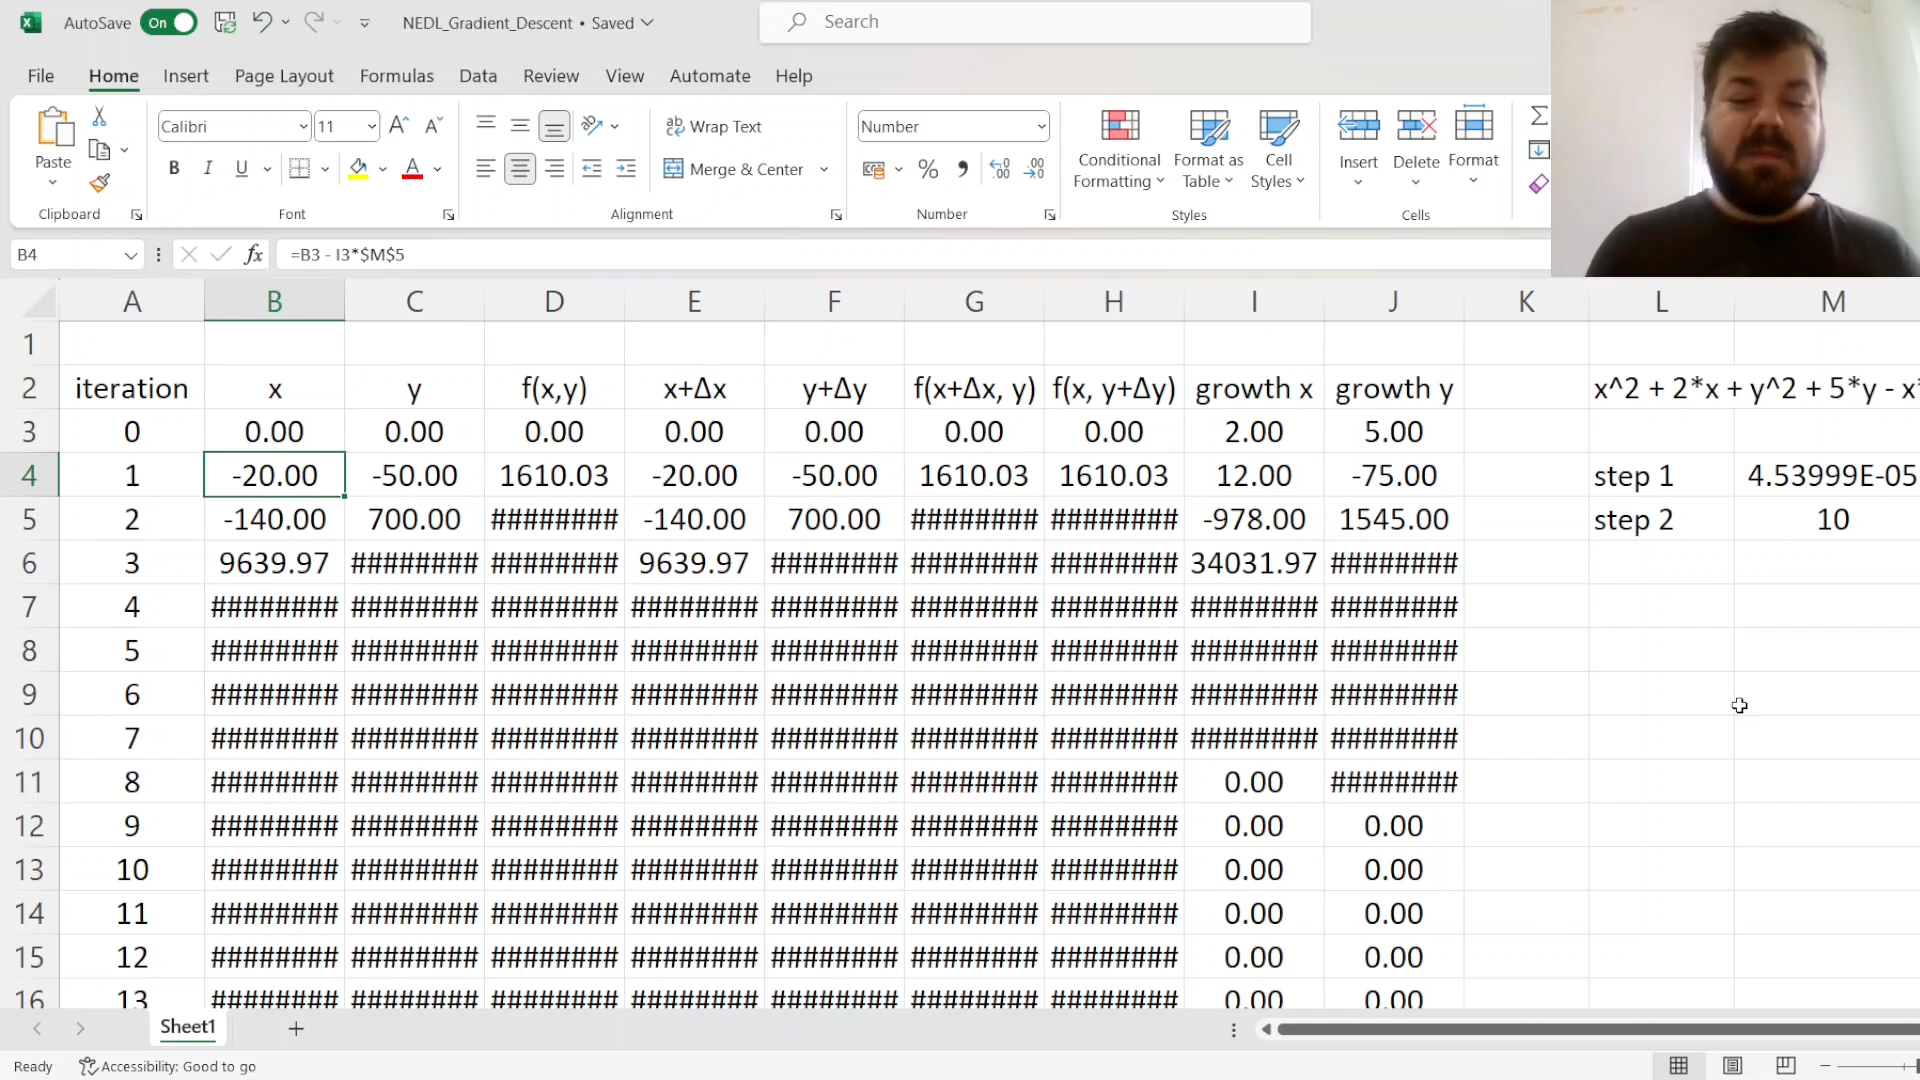 AutoSave On NEDL_Gradient_Descent • Saved Search
File Home Insert Page Layout Formulas Data Review View Automate Help
Paste Calibri 11 Wrap Text Number Conditional Formatting Format as Table Cell Styles Insert Delete Format
B I U Merge & Center % 9
Clipboard Font Alignment Number Styles Cells
B4 fx =B3 - I3*$M$5
A B C D E F G H I J K L M
1
2 iteration x y f(x,y) x+Δx y+Δy f(x+Δx, y) f(x, y+Δy) growth x growth y x^2 + 2*x + y^2 + 5*y - x*
3 0 0.00 0.00 0.00 0.00 0.00 0.00 0.00 2.00 5.00
4 1 -20.00 -50.00 1610.03 -20.00 -50.00 1610.03 1610.03 12.00 -75.00 step 1 4.53999E-05
5 2 -140.00 700.00 ######## -140.00 700.00 ######## ######## -978.00 1545.00 step 2 10
6 3 9639.97 ######## ######## 9639.97 ######## ######## ######## 34031.97 ########
7 4 ######## ######## ######## ######## ######## ######## ######## ######## ########
8 5 ######## ######## ######## ######## ######## ######## ######## ######## ########
9 6 ######## ######## ######## ######## ######## ######## ######## ######## ########
10 7 ######## ######## ######## ######## ######## ######## ######## ######## ########
11 8 ######## ######## ######## ######## ######## ######## ######## 0.00 ########
12 9 ######## ######## ######## ######## ######## ######## ######## 0.00 0.00
13 10 ######## ######## ######## ######## ######## ######## ######## 0.00 0.00
14 11 ######## ######## ######## ######## ######## ######## ######## 0.00 0.00
15 12 ######## ######## ######## ######## ######## ######## ######## 0.00 0.00
16 13 ######## ######## ######## ######## ######## ######## ######## 0.00 0.00
Sheet1
Ready Accessibility: Good to go